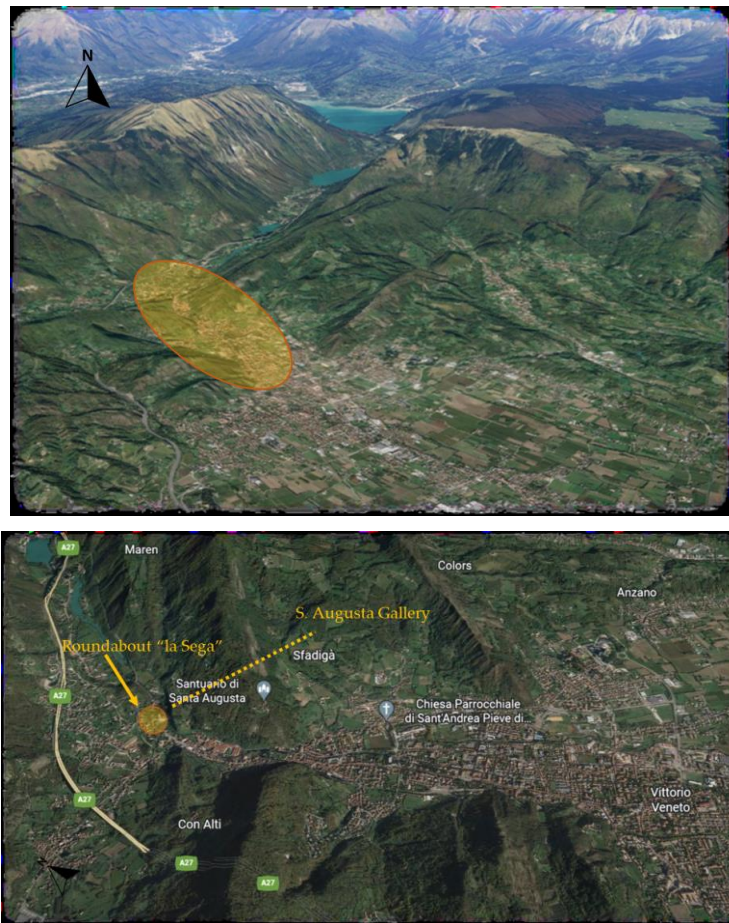 N
A27
Maren
Colors
Anzano
S. Augusta Gallery
Roundabout “la Sega”
Sfadigà
Santuario di
Santa Augusta
A27
Chiesa Parrocchiale
di Sant'Andrea Pieve di...
Vittorio
Veneto
A27
Con Alti
A27
A27